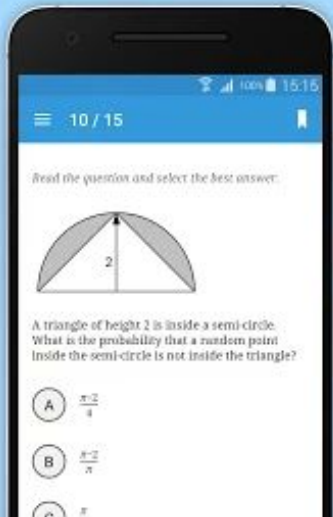 100% 15:15
10 / 15
Read the question and select the best answer.
2
A triangle of height 2 is inside a semi-circle.
What is the probability that a random point
inside the semi-circle is not inside the triangle?
A π-2/4
B π-2/π
C π